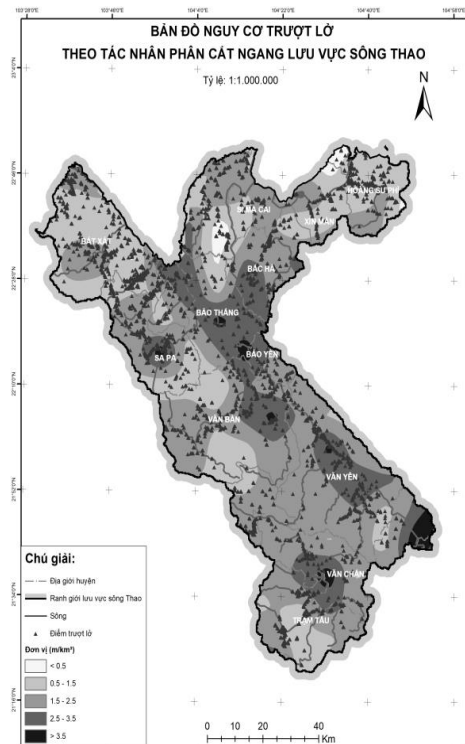 BẢN ĐỒ NGUY CƠ TRƯỢT LỞ
THEO TÁC NHÂN PHÂN CẮT NGANG LƯU VỰC SÔNG THAO
Tỷ lệ: 1:1.000.000
N
HOÀNG SU PHÌ
SI MA CAI
XÍN MẦN
BÁT XÁT
BẮC HÀ
BẢO THẮNG
SA PA
BẢO YÊN
VĂN BÀN
VĂN YÊN
VĂN CHẤN
TRẠM TẤU
Chú giải:
Địa giới huyện
Ranh giới lưu vực sông Thao
Sông
Điểm trượt lở
Đơn vị (m/km²)
< 0.5
0.5 - 1.5
1.5 - 2.5
2.5 - 3.5
> 3.5
0 10 20 40
Km